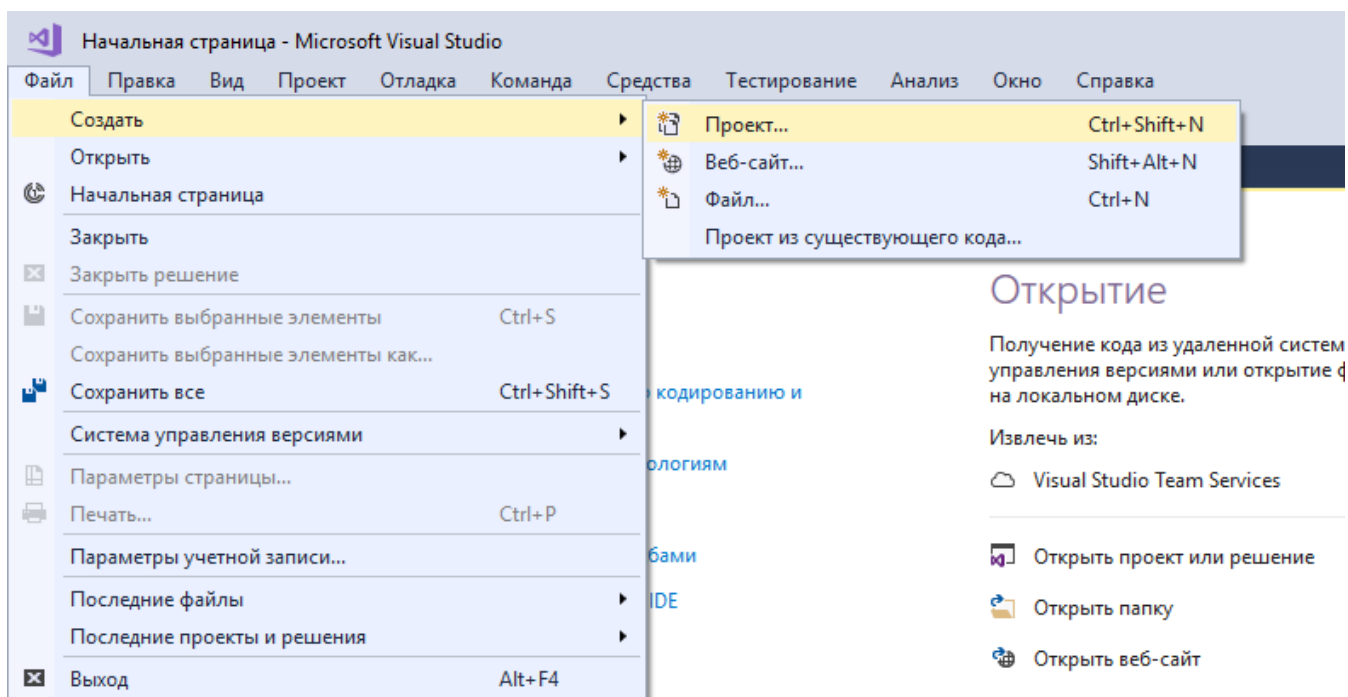 Начальная страница - Microsoft Visual Studio
Файл Правка Вид Проект Отладка Команда Средства Тестирование Анализ Окно Справка
Создать
Открыть
Начальная страница
Закрыть
Закрыть решение
Сохранить выбранные элементы Ctrl+S
Сохранить выбранные элементы как...
Сохранить все Ctrl+Shift+S
Система управления версиями
Параметры страницы...
Печать... Ctrl+P
Параметры учетной записи...
Последние файлы
Последние проекты и решения
Выход Alt+F4
Проект... Ctrl+Shift+N
Веб-сайт... Shift+Alt+N
Файл... Ctrl+N
Проект из существующего кода...
кодированию и
ологиям
бами
IDE
Открытие
Получение кода из удаленной систем
управления версиями или открытие
на локальном диске.
Извлечь из:
Visual Studio Team Services
Открыть проект или решение
Открыть папку
Открыть веб-сайт